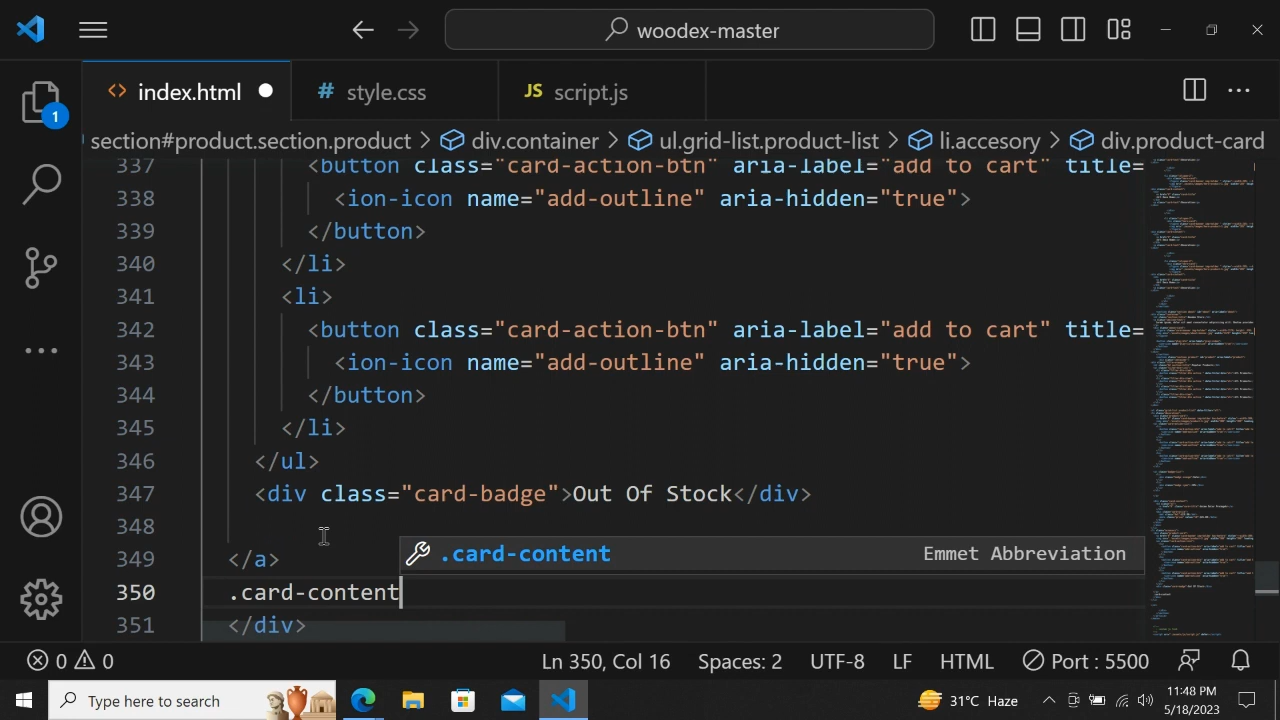 woodex-master
index.html
# style.css
JS script.js
section#product.section.product > div.container > ul.grid-list.product-list > li.accesory > div.product-card
337 <button class="card-action-btn" aria-label="add to cart" title=
338 <ion-icon name="add-outline" aria-hidden="true">
339 </button>
340 </li>
341 <li>
342 <button class="card-action-btn" aria-label="add to cart" title=
343 <ion-icon name="add-outline" aria-hidden="true">
344 </button>
345 </li>
346 </ul>
347 <div class="card-badge">Out Of Stock</div>
348
349 </a>
.card-content Emmet Abbreviation
350 .card-content
351 </div>
1
0 0 Ln 350, Col 16 Spaces: 2 UTF-8 LF HTML Port : 5500
Type here to search
31°C Haze
11:48 PM
5/18/2023